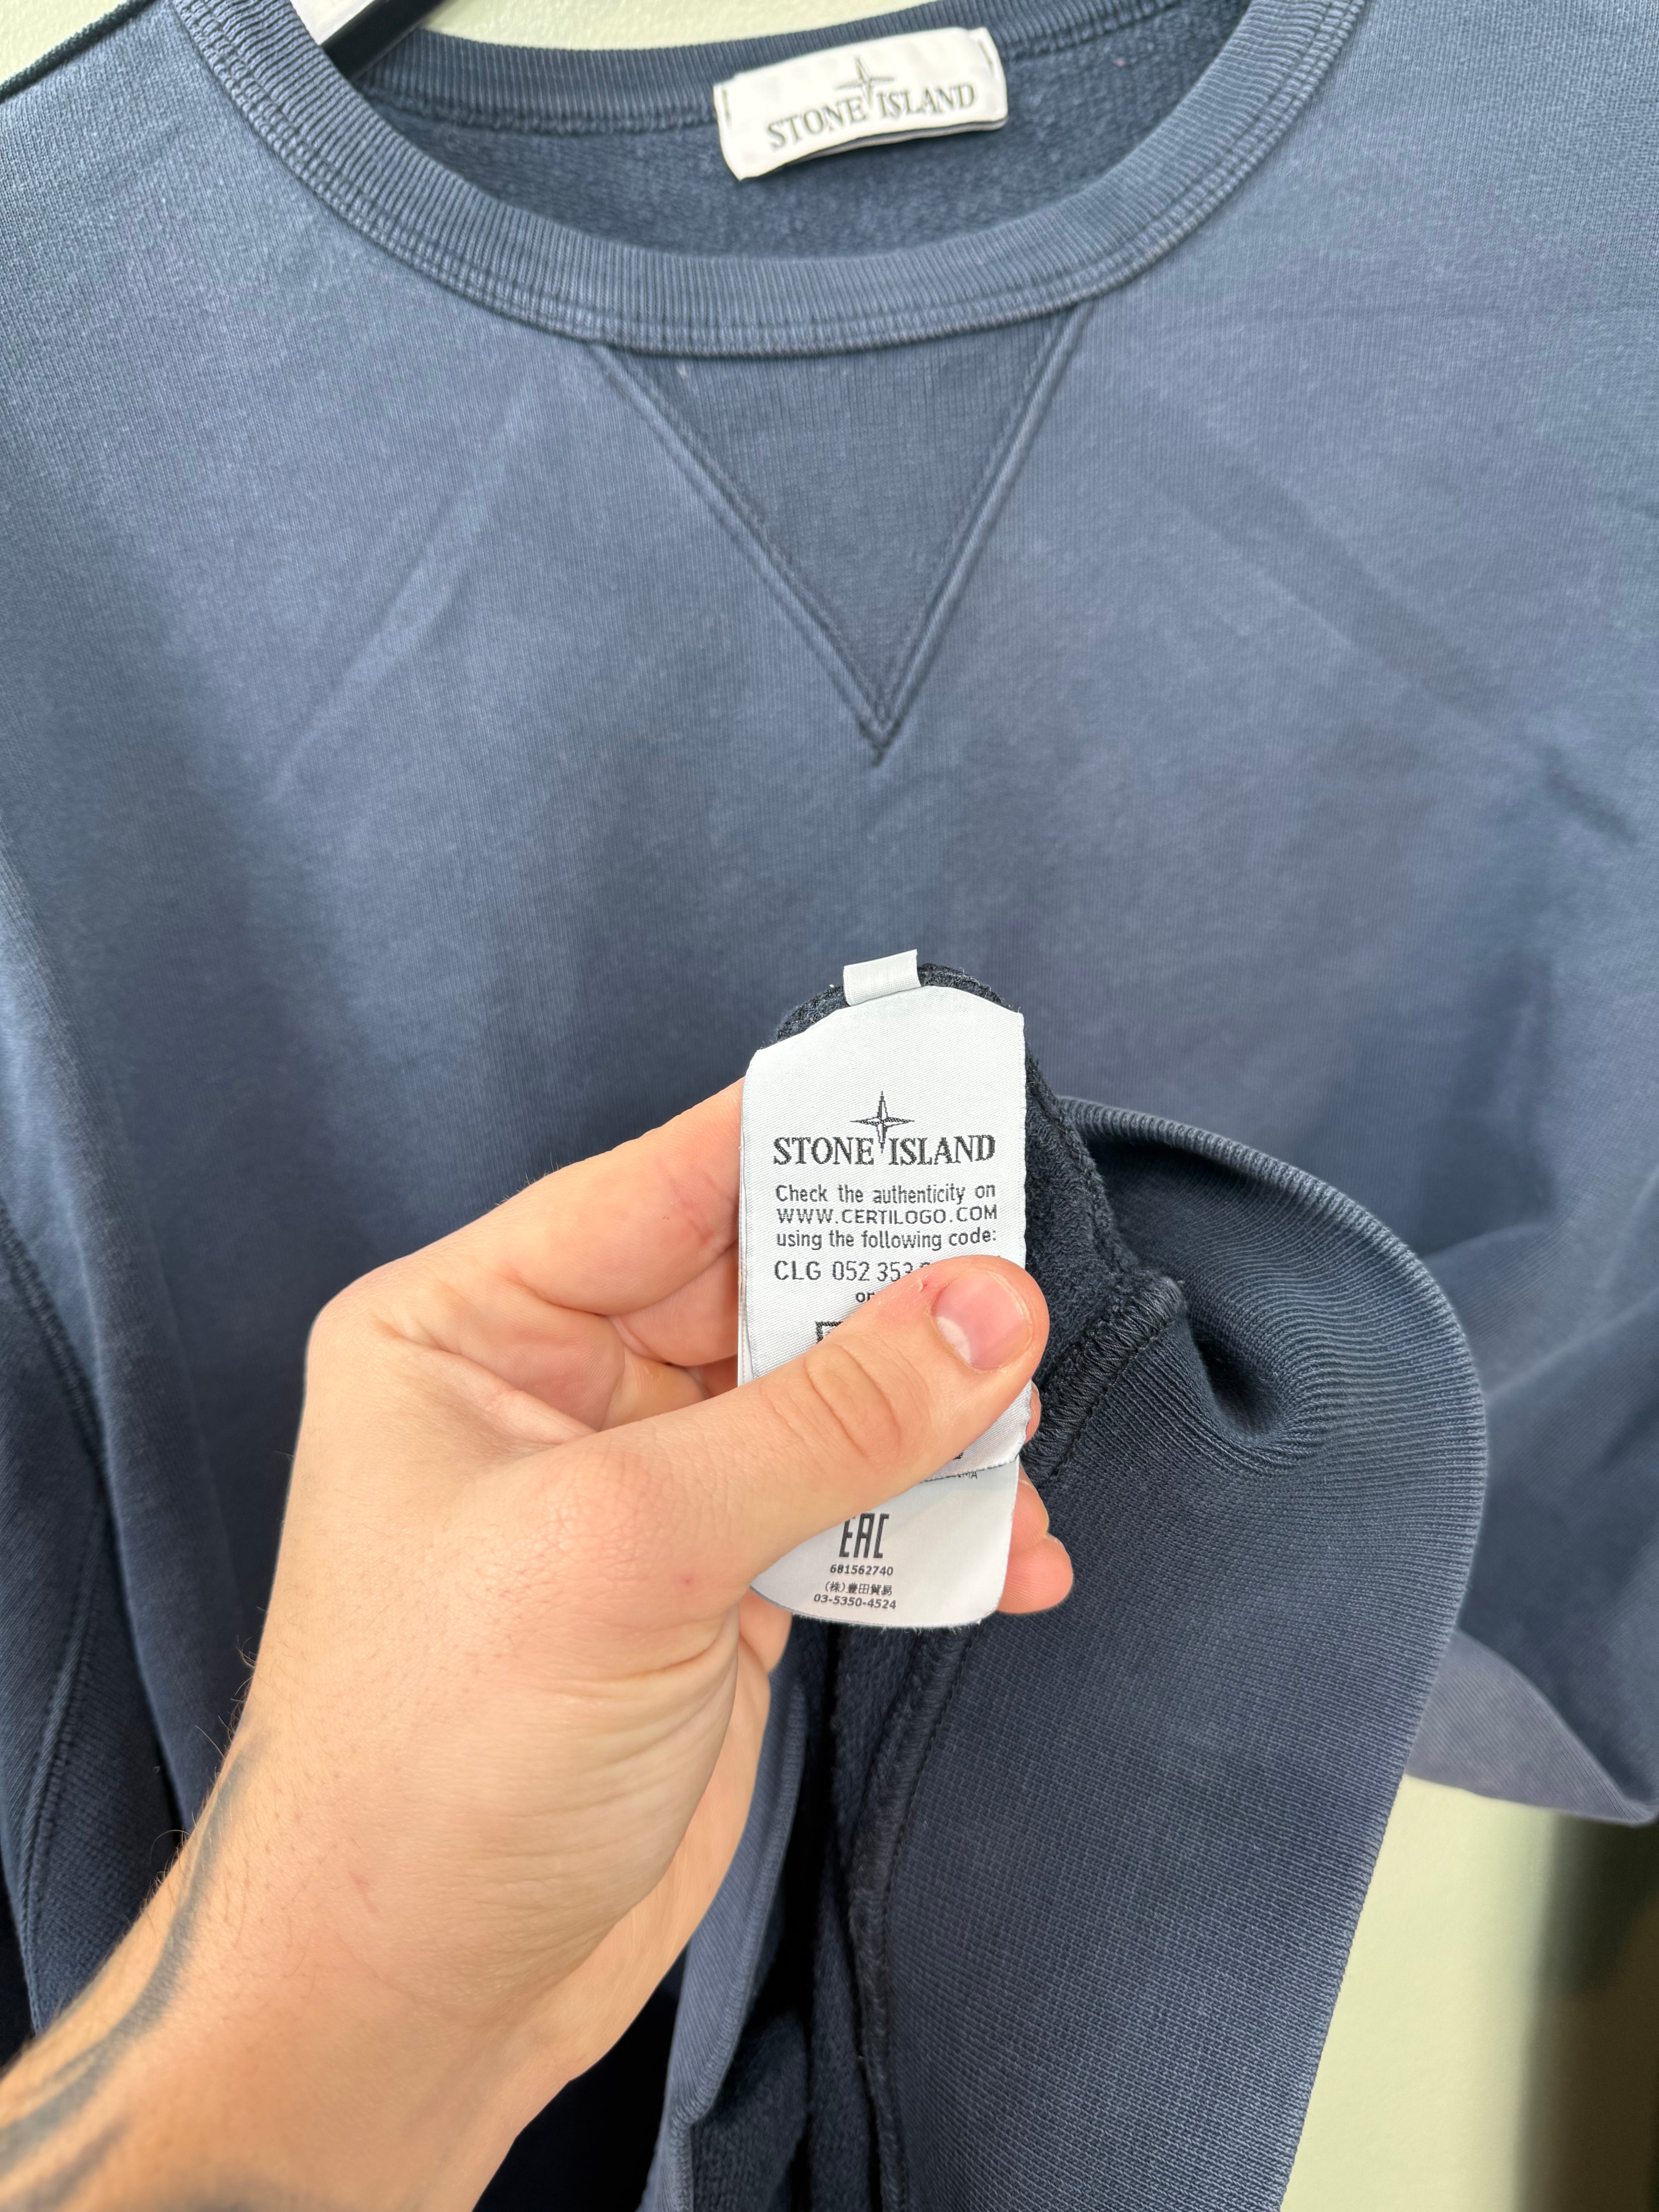 STONE ISLAND
STONE ISLAND
Check the authenticity on
WWW.CERTILOGO.COM
using the following code:
CLG 052 353
or
EAC
681562740
(株)豊田貿易
03-5350-4524